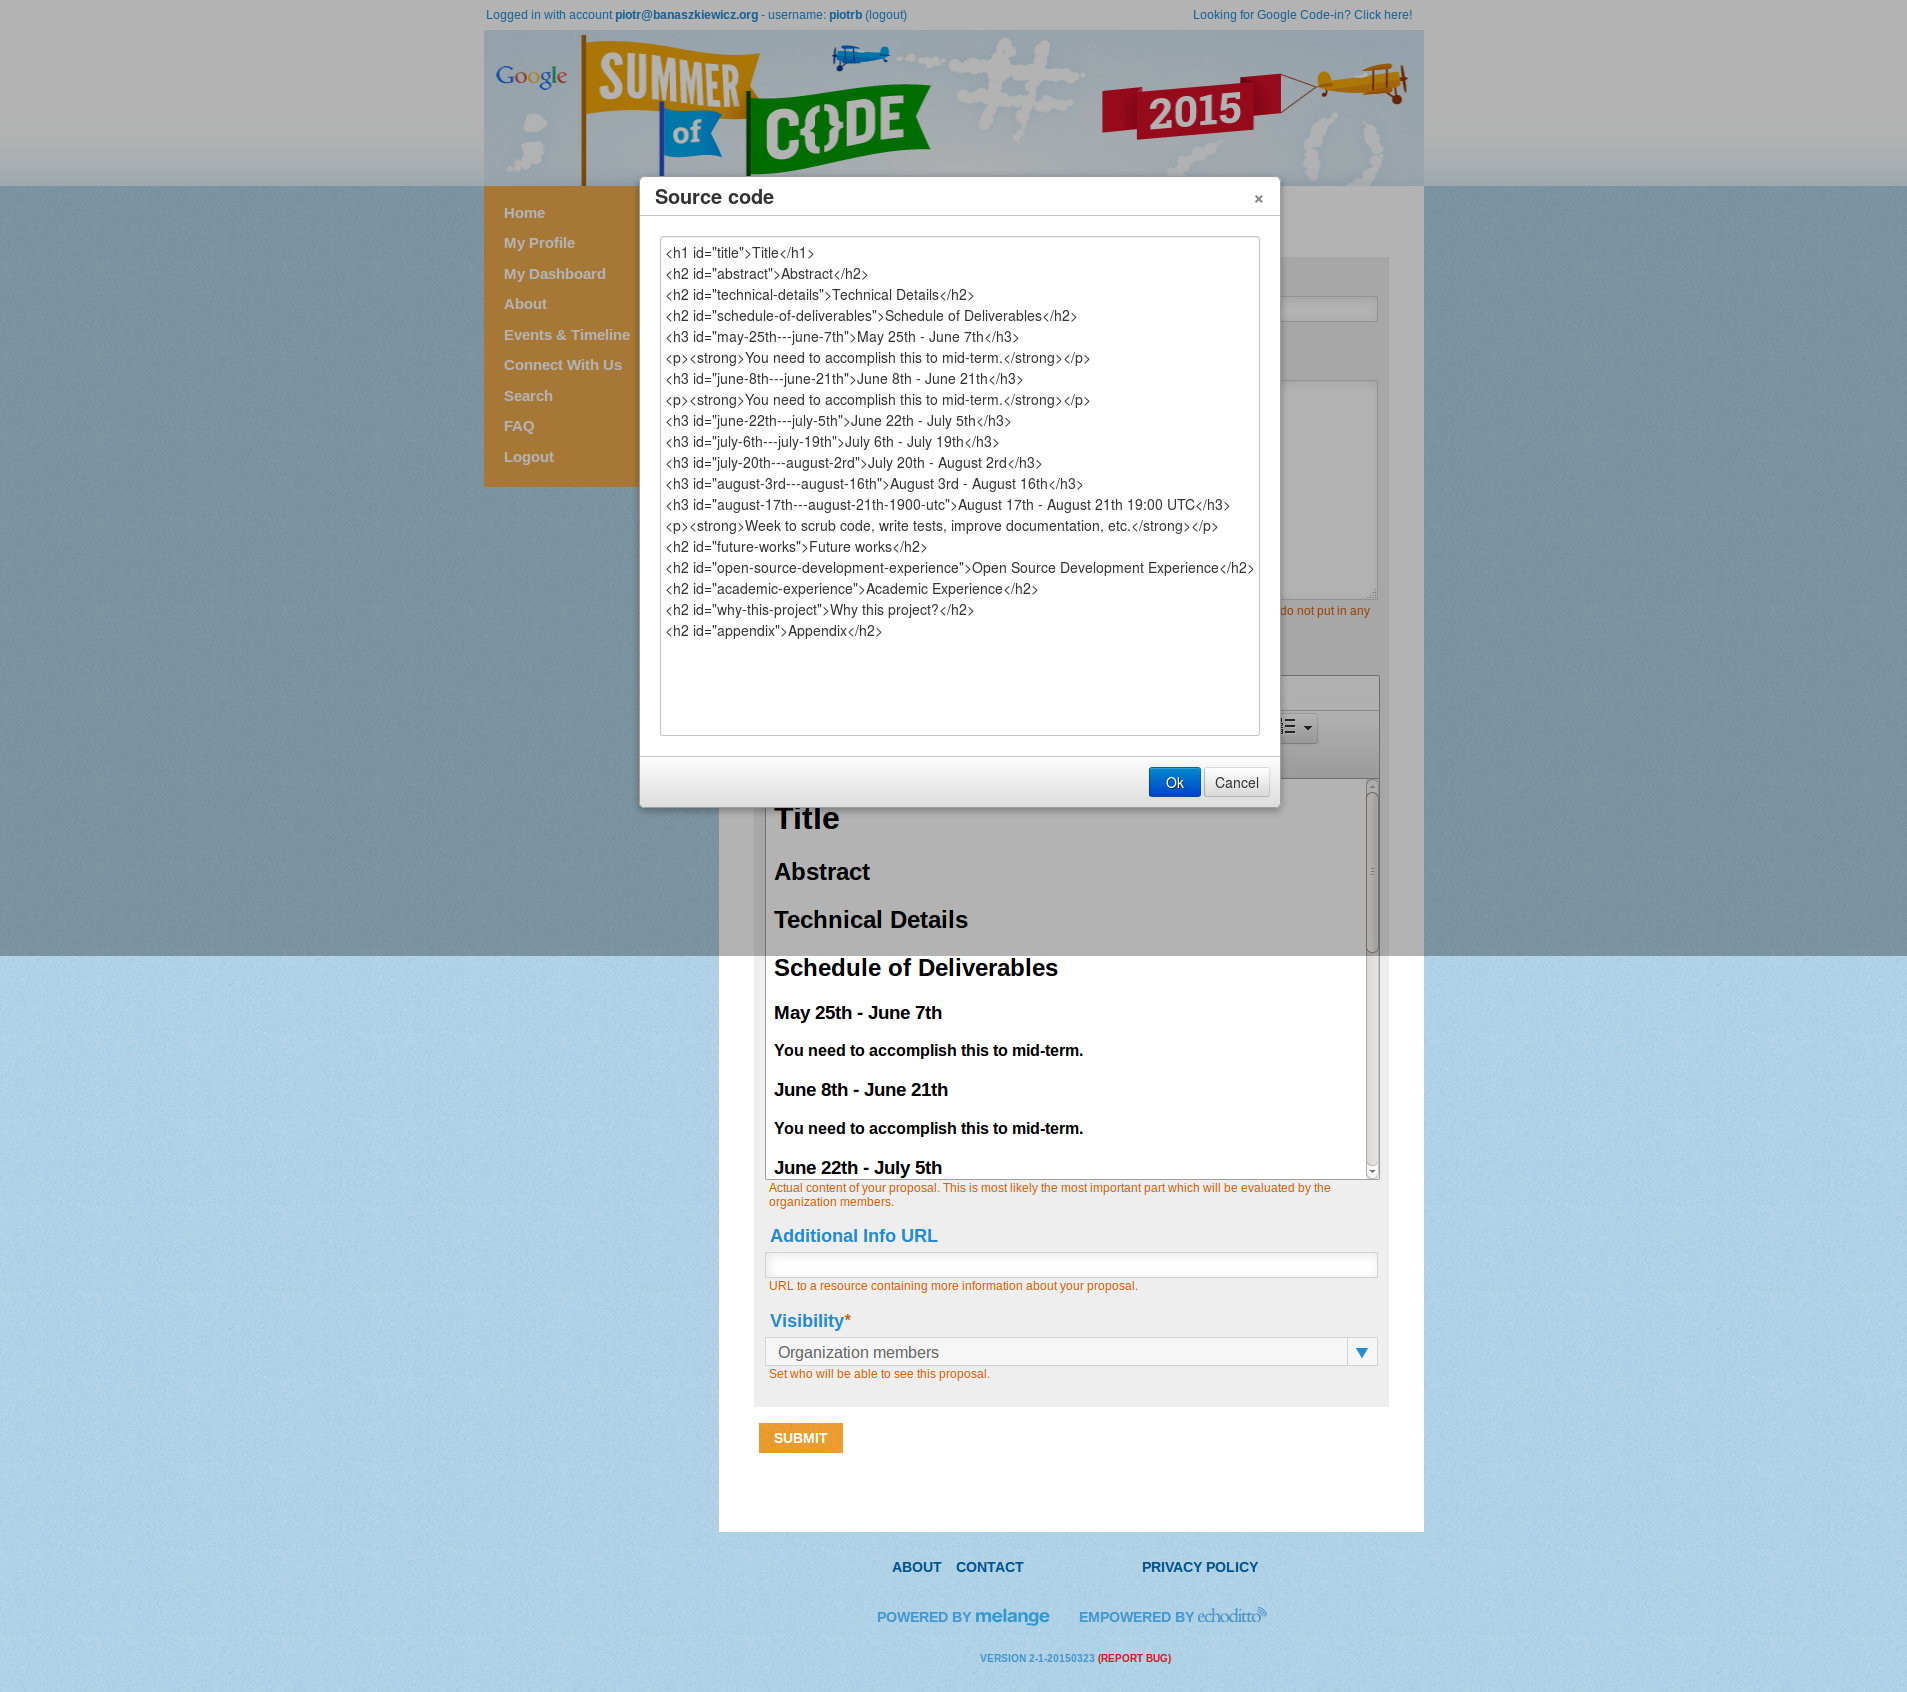 Logged in with account piotr@banaszkiewicz.org - username: piotrb (logout)
Looking for Google Code-in? Click here!
Google
SUMMER
of
CODE
2015
Home
My Profile
My Dashboard
About
Events & Timeline
Connect With Us
Search
FAQ
Logout
Source code
×
<h1 id="title">Title</h1>
<h2 id="abstract">Abstract</h2>
<h2 id="technical-details">Technical Details</h2>
<h2 id="schedule-of-deliverables">Schedule of Deliverables</h2>
<h3 id="may-25th---june-7th">May 25th - June 7th</h3>
<p><strong>You need to accomplish this to mid-term.</strong></p>
<h3 id="june-8th---june-21th">June 8th - June 21th</h3>
<p><strong>You need to accomplish this to mid-term.</strong></p>
<h3 id="june-22th---july-5th">June 22th - July 5th</h3>
<h3 id="july-6th---july-19th">July 6th - July 19th</h3>
<h3 id="july-20th---august-2rd">July 20th - August 2rd</h3>
<h3 id="august-3rd---august-16th">August 3rd - August 16th</h3>
<h3 id="august-17th---august-21th-1900-utc">August 17th - August 21th 19:00 UTC</h3>
<p><strong>Week to scrub code, write tests, improve documentation, etc.</strong></p>
<h2 id="future-works">Future works</h2>
<h2 id="open-source-development-experience">Open Source Development Experience</h2>
<h2 id="academic-experience">Academic Experience</h2>
<h2 id="why-this-project">Why this project?</h2>
<h2 id="appendix">Appendix</h2>
do not put in any
Ok
Cancel
Title
Abstract
Technical Details
Schedule of Deliverables
May 25th - June 7th
You need to accomplish this to mid-term.
June 8th - June 21th
You need to accomplish this to mid-term.
June 22th - July 5th
Actual content of your proposal. This is most likely the most important part which will be evaluated by the
organization members.
Additional Info URL
URL to a resource containing more information about your proposal.
Visibility*
Organization members
Set who will be able to see this proposal.
SUBMIT
ABOUT
CONTACT
PRIVACY POLICY
POWERED BY melange
EMPOWERED BY echoditto
VERSION 2-1-20150323 (REPORT BUG)